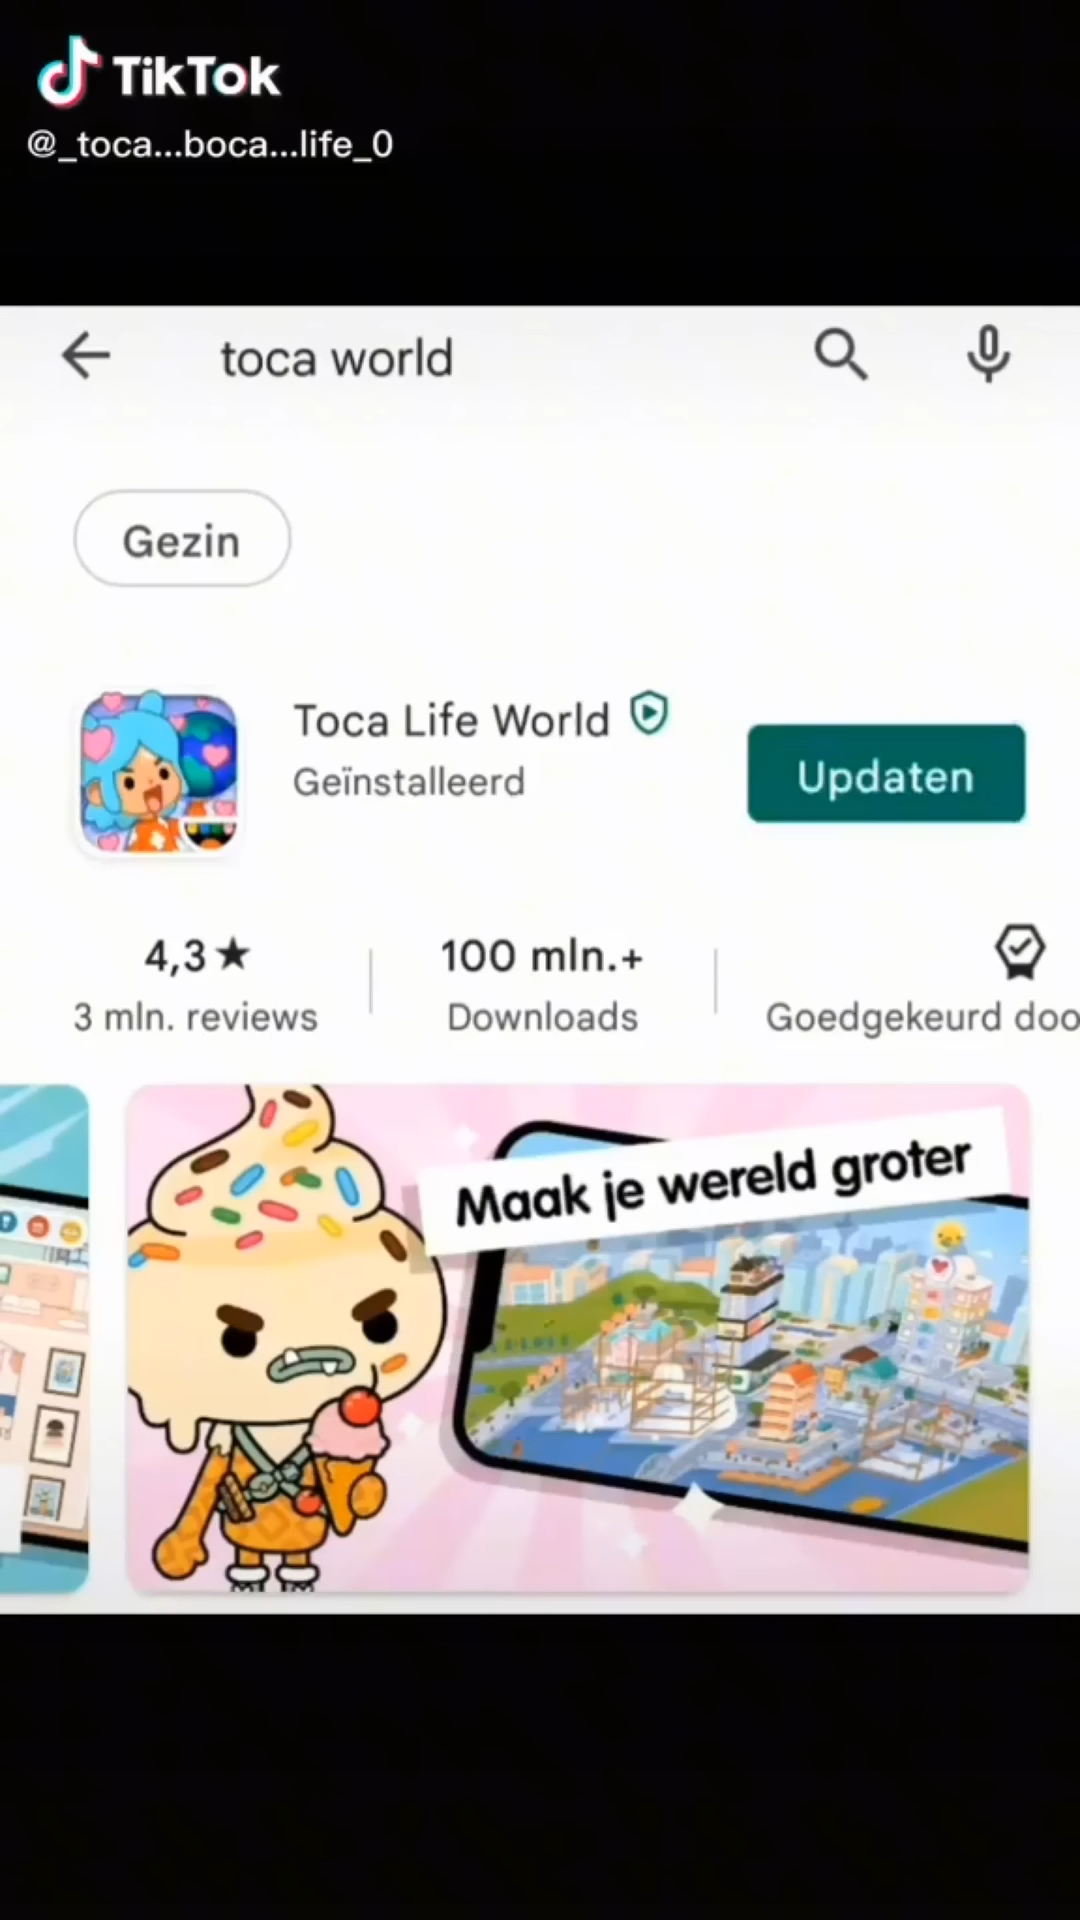 TikTok
@_toca...boca...life_0
toca world
Gezin
Toca Life World
Geïnstalleerd
Updaten
4,3★
3 mln. reviews
100 mln.+
Downloads
Goedgekeurd doo
Maak je wereld groter